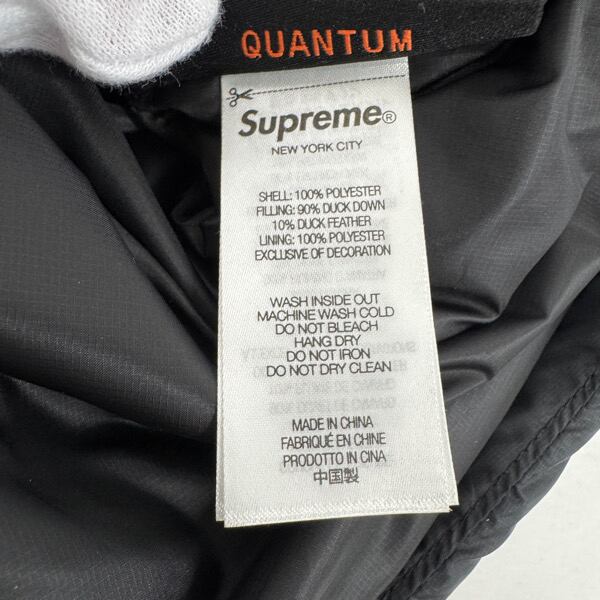 QUANTUM
Supreme®
NEW YORK CITY
SHELL: 100% POLYESTER
FILLING: 90% DUCK DOWN
10% DUCK FEATHER
LINING: 100% POLYESTER
EXCLUSIVE OF DECORATION
WASH INSIDE OUT
MACHINE WASH COLD
DO NOT BLEACH
HANG DRY
DO NOT IRON
DO NOT DRY CLEAN
MADE IN CHINA
FABRIQUÉ EN CHINE
PRODOTTO IN CINA
中国製